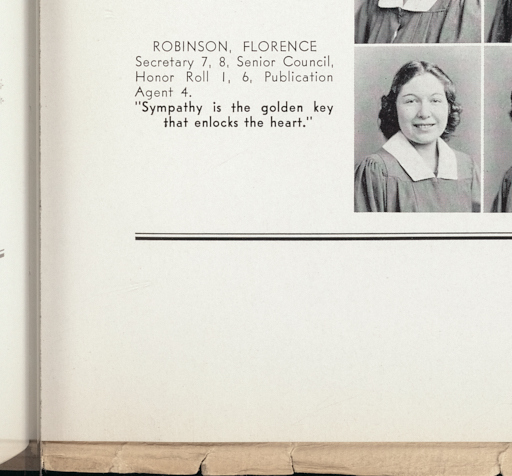 ROBINSON, FLORENCE
Secretary 7, 8, Senior Council,
Honor Roll 1, 6, Publication
Agent 4.
"Sympathy is the golden key
that enlocks the heart."